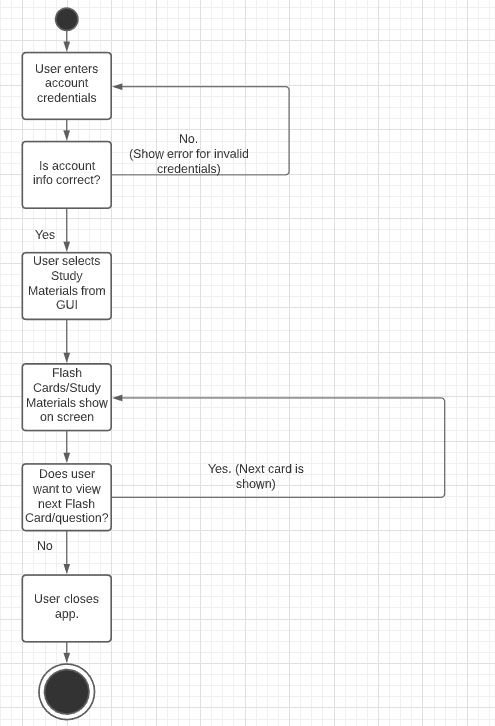 User enters
account
credentials
No.
(Show error for invalid
credentials)
Is account
info correct?
Yes
User selects
Study
Materials from
GUI
Flash
Cards/Study
Materials show
on screen
Yes. (Next card is
shown)
Does user
want to view
next Flash
Card/question?
No
User closes
app.